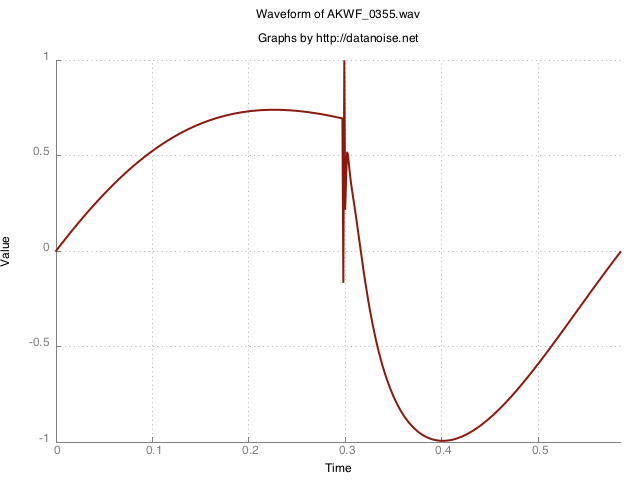 Waveform of AKWF_0355.wav
Graphs by http://datanoise.net
1
0.5
0
-0.5
-1
Value
0 0.1 0.2 0.3 0.4 0.5
Time